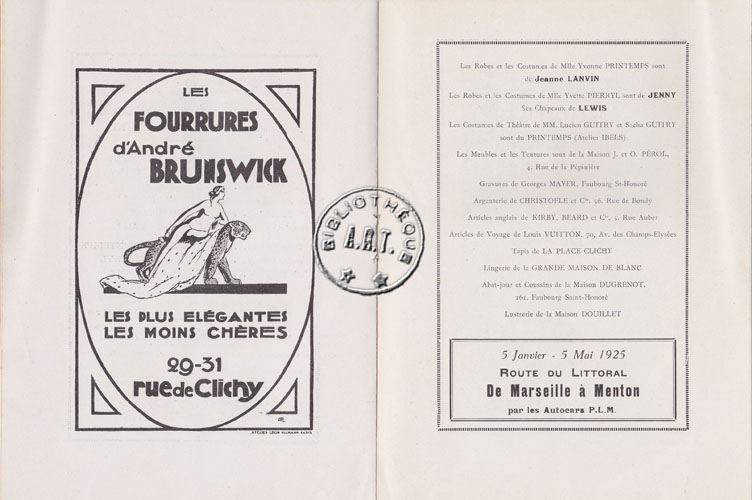 LES
FOURRURES
d'André
BRUNSWICK
LES PLUS ELÉGANTES
LES MOINS CHÈRES
29-31
rue de Clichy
BIBLIOTHÈQUE
A.R.T.
Les Robes et les Costumes de Mlle Yvonne PRINTEMPS sont
de Jeanne LANVIN
Les Robes et les Costumes de Mlle Yvette PIERRYL sont de JENNY
Ses Chapeaux de LEWIS
Les Costumes de Théâtre de MM. Lucien GUITRY et Sacha GUITRY
sont du PRINTEMPS (Atelier IBELS)
Les Meubles et les Tentures sont de la Maison J. et O. PÉROL,
4, Rue de la Pépinière
Gravures de Georges MAYER, Faubourg St-Honoré
Argenterie de CHRISTOFLE et Cie, 56, Rue de Bondy
Articles anglais de KIRBY, BEARD et Cie, 5, Rue Auber
Articles de Voyage de Louis VUITTON, 70, Av. des Champs-Elysées
Tapis de LA PLACE CLICHY
Lingerie de la GRANDE MAISON DE BLANC
Abat-jour et Coussins de la Maison DUGRENOT,
161, Faubourg Saint-Honoré
Lustrerie de la Maison DOUILLET
5 Janvier - 5 Mai 1925
ROUTE DU LITTORAL
De Marseille à Menton
par les Autocars P.L.M.